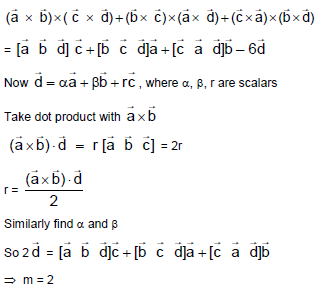 (a⃗ × b⃗)×( c⃗ × d⃗)+(b⃗× c⃗)×(a⃗× d⃗)+(c⃗×a⃗)×(b⃗×d⃗)
= [a⃗ b⃗ d⃗] c⃗+[b⃗ c⃗ d⃗]a⃗+[c⃗ a⃗ d⃗]b⃗– 6d⃗
Now d⃗ = αa⃗ + βb⃗ + rc⃗ , where α, β, r are scalars
Take dot product with a⃗×b⃗
(a⃗×b⃗)·d⃗ = r[a⃗ b⃗ c⃗] = 2r
r = (a⃗×b⃗)·d⃗ / 2
Similarly find α and β
So 2d⃗ = [a⃗ b⃗ d⃗]c⃗+[b⃗ c⃗ d⃗]a⃗+[c⃗ a⃗ d⃗]b⃗
⇒ m = 2